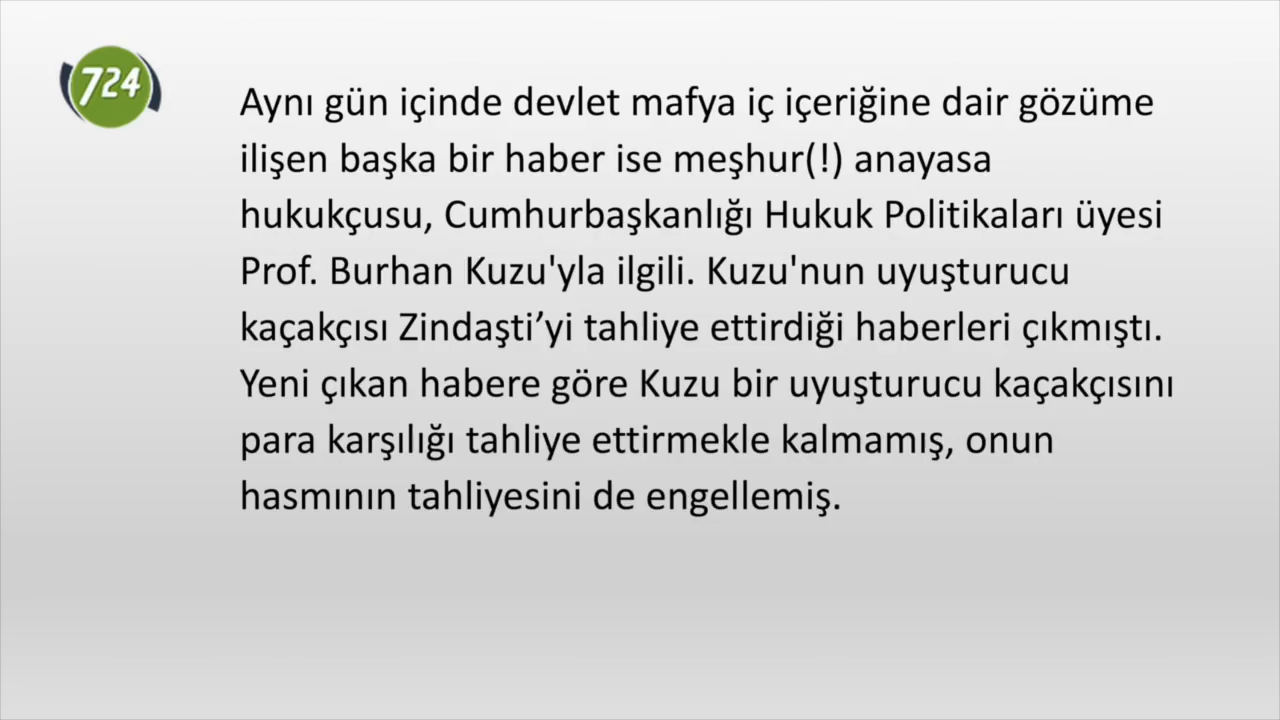 724
Aynı gün içinde devlet mafya iç içeriğine dair gözüme
ilişen başka bir haber ise meşhur(!) anayasa
hukukçusu, Cumhurbaşkanlığı Hukuk Politikaları üyesi
Prof. Burhan Kuzu'yla ilgili. Kuzu'nun uyuşturucu
kaçakçısı Zindaşti’yi tahliye ettirdiği haberleri çıkmıştı.
Yeni çıkan habere göre Kuzu bir uyuşturucu kaçakçısını
para karşılığı tahliye ettirmekle kalmamış, onun
hasmının tahliyesini de engellemiş.